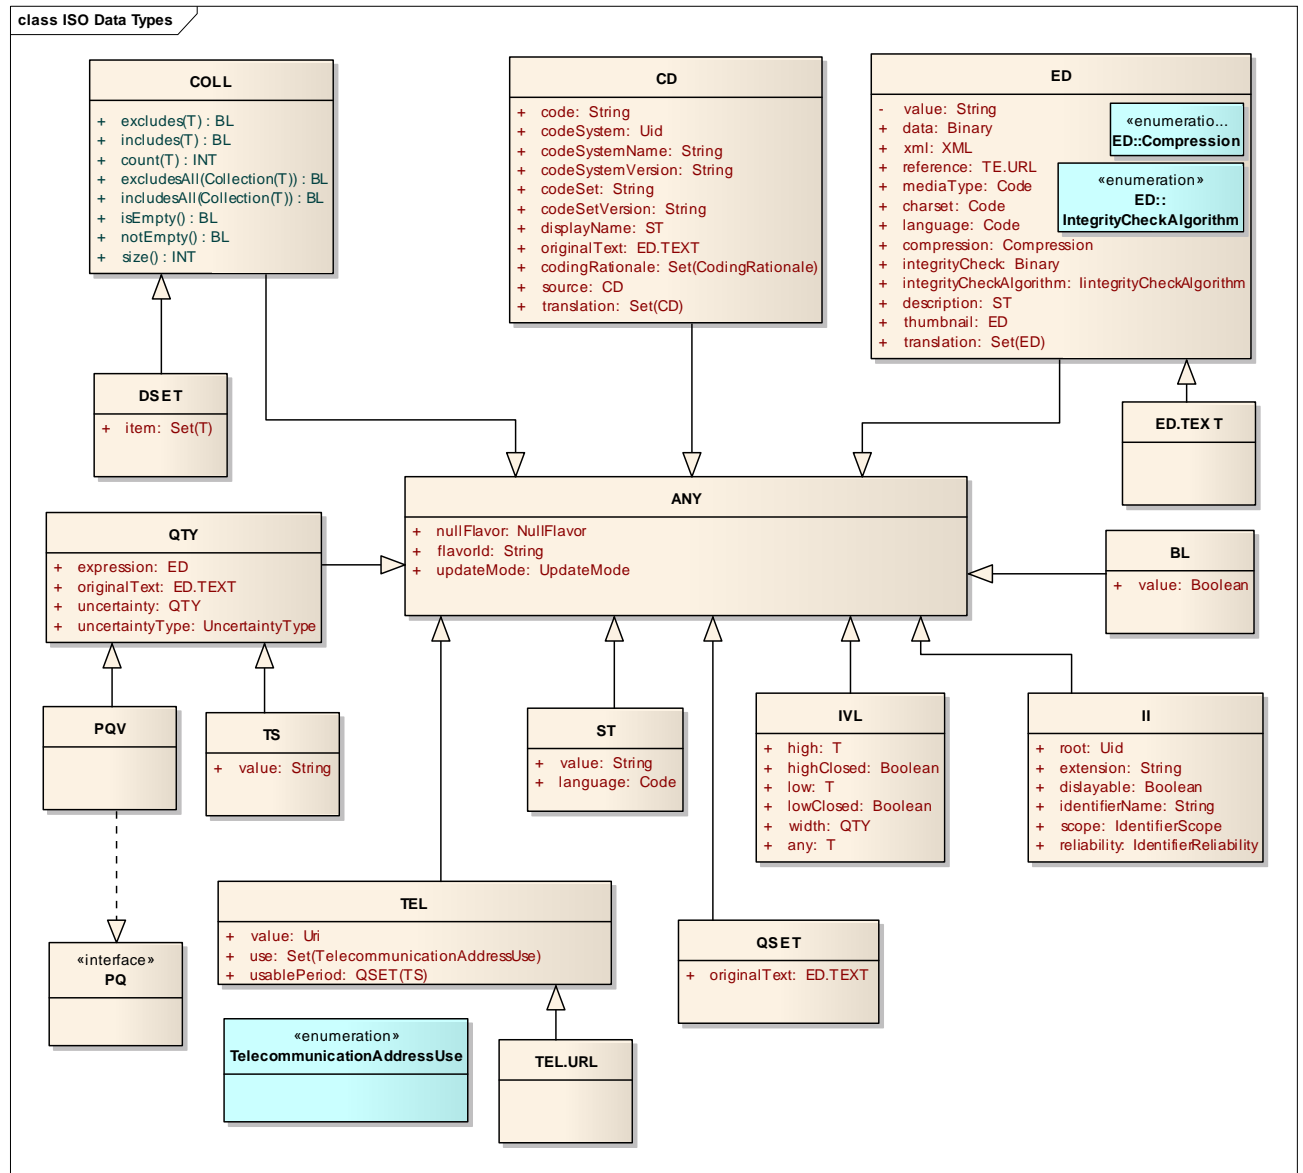 class ISO Data Types
COLL
+ excludes(T) : BL
+ includes(T) : BL
+ count(T) : INT
+ excludesAll(Collection(T)) : BL
+ includesAll(Collection(T)) : BL
+ isEmpty() : BL
+ notEmpty() : BL
+ size() : INT
CD
+ code: String
+ codeSystem: Uid
+ codeSystemName: String
+ codeSystemVersion: String
+ codeSet: String
+ codeSetVersion: String
+ displayName: ST
+ originalText: ED.TEXT
+ codingRationale: Set(CodingRationale)
+ source: CD
+ translation: Set(CD)
ED
- value: String
+ data: Binary
+ xml: XML
+ reference: TE.URL
+ mediaType: Code
+ charset: Code
+ language: Code
+ compression: Compression
+ integrityCheck: Binary
+ integrityCheckAlgorithm: IintegrityCheckAlgorithm
+ description: ST
+ thumbnail: ED
+ translation: Set(ED)
«enumeratio...
ED::Compression
«enumeration»
ED::
IntegrityCheckAlgorithm
DSET
+ item: Set(T)
ED.TEX T
ANY
+ nullFlavor: NullFlavor
+ flavorId: String
+ updateMode: UpdateMode
QTY
+ expression: ED
+ originalText: ED.TEXT
+ uncertainty: QTY
+ uncertaintyType: UncertaintyType
BL
+ value: Boolean
PQV
TS
+ value: String
ST
+ value: String
+ language: Code
IVL
+ high: T
+ highClosed: Boolean
+ low: T
+ lowClosed: Boolean
+ width: QTY
+ any: T
II
+ root: Uid
+ extension: String
+ dislayable: Boolean
+ identifierName: String
+ scope: IdentifierScope
+ reliability: IdentifierReliability
TEL
+ value: Uri
+ use: Set(TelecommunicationAddressUse)
+ usablePeriod: QSET(TS)
QSET
+ originalText: ED.TEXT
«interface»
PQ
«enumeration»
TelecommunicationAddressUse
TEL.URL